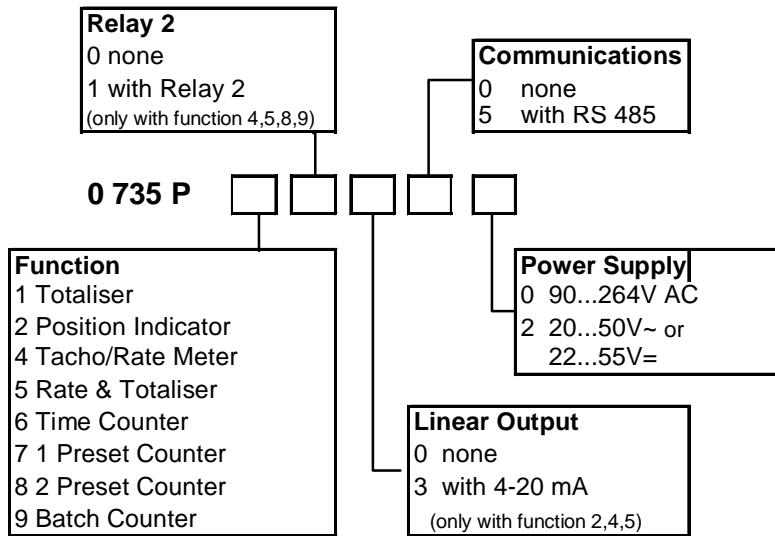 Relay 2
0 none
1 with Relay 2
(only with function 4,5,8,9)
Communications
0 none
5 with RS 485
0 735 P
Function
1 Totaliser
2 Position Indicator
4 Tacho/Rate Meter
5 Rate & Totaliser
6 Time Counter
7 1 Preset Counter
8 2 Preset Counter
9 Batch Counter
Power Supply
0 90...264V AC
2 20...50V~ or
22...55V=
Linear Output
0 none
3 with 4-20 mA
(only with function 2,4,5)